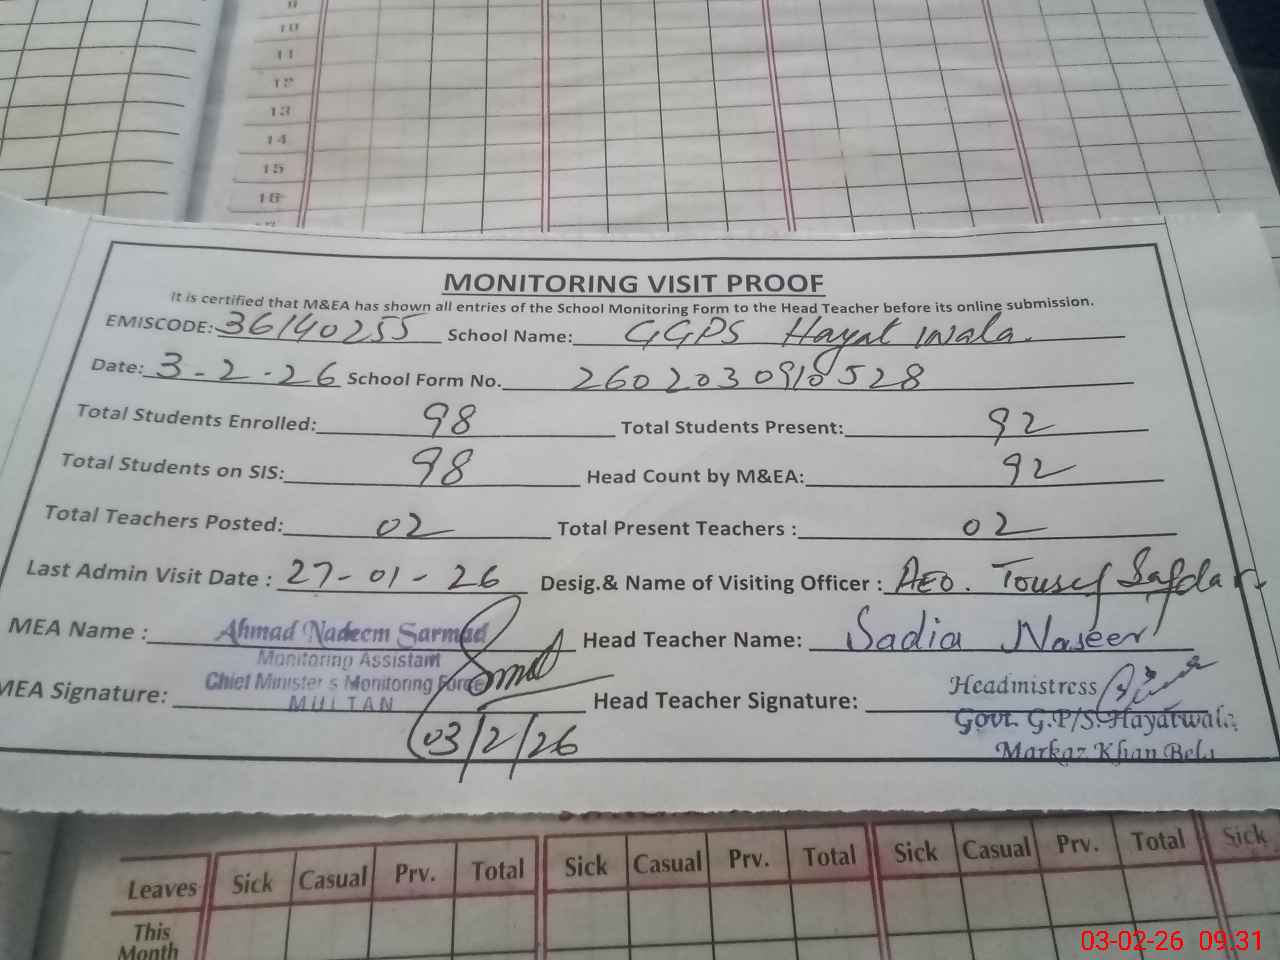 10
11
12
13
14
15
16
MONITORING VISIT PROOF
It is certified that M&EA has shown all entries of the School Monitoring Form to the Head Teacher before its online submission.
EMISCODE: 36140255 School Name: GGPS Hayat Wala.
Date: 3-2-26 School Form No. 2602030910528
Total Students Enrolled: 98 Total Students Present: 92
Total Students on SIS: 98 Head Count by M&EA: 92
Total Teachers Posted: 02 Total Present Teachers : 02
Last Admin Visit Date : 27-01-26 Desig.& Name of Visiting Officer : AEO. Tousef Safdar
MEA Name : Ahmad Nadeem Sarmad Head Teacher Name: Sadia Naseer
Monitoring Assistant
Chief Minister s Monitoring Force
MULTAN
MEA Signature: Head Teacher Signature:
Headmistress
Govt. G.P/S. Hayatwala
Markaz Khan Bela
03/2/26
Leaves Sick Casual Prv. Total Sick Casual Prv. Total Sick Casual Prv. Total Sick
This
Month
03-02-26 09:31